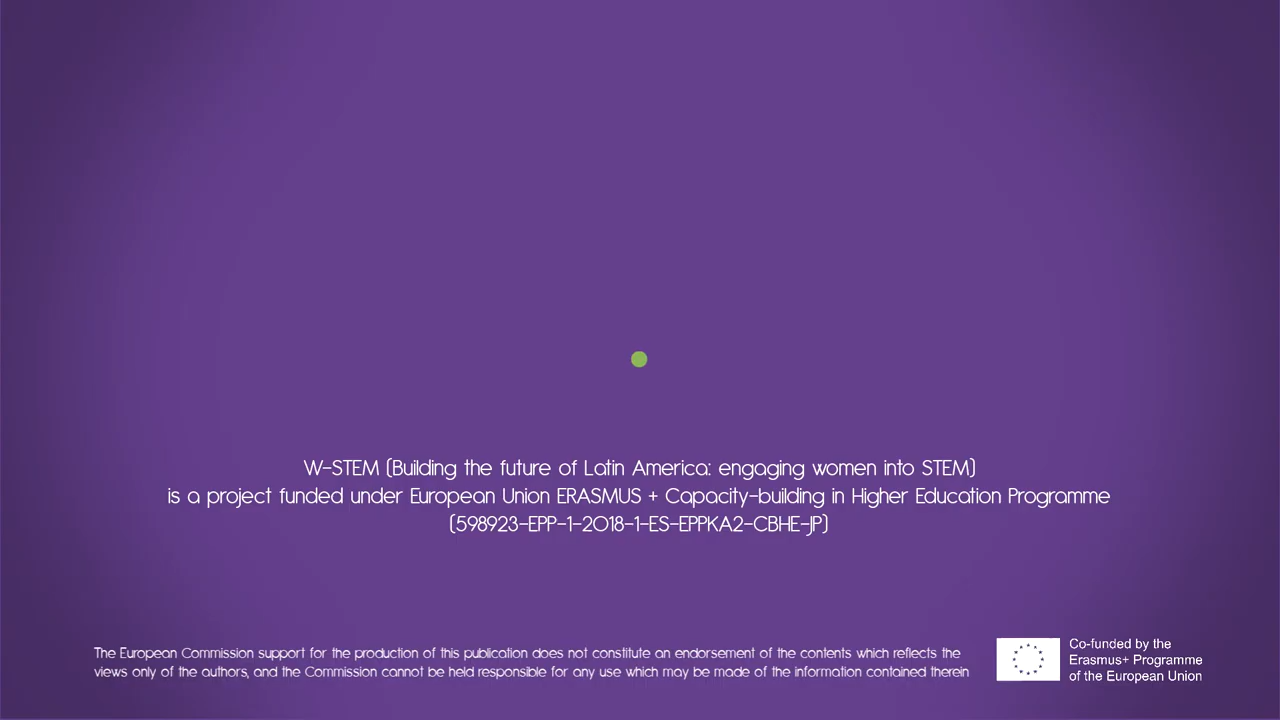 W-STEM (Building the future of Latin America: engaging women into STEM)
is a project funded under European Union ERASMUS + Capacity-building in Higher Education Programme
(598923-EPP-1-2018-1-ES-EPPKA2-CBHE-JP)
The European Commission support for the production of this publication does not constitute an endorsement of the contents which reflects the
views only of the authors, and the Commission cannot be held responsible for any use which may be made of the information contained therein
Co-funded by the
Erasmus+ Programme
of the European Union